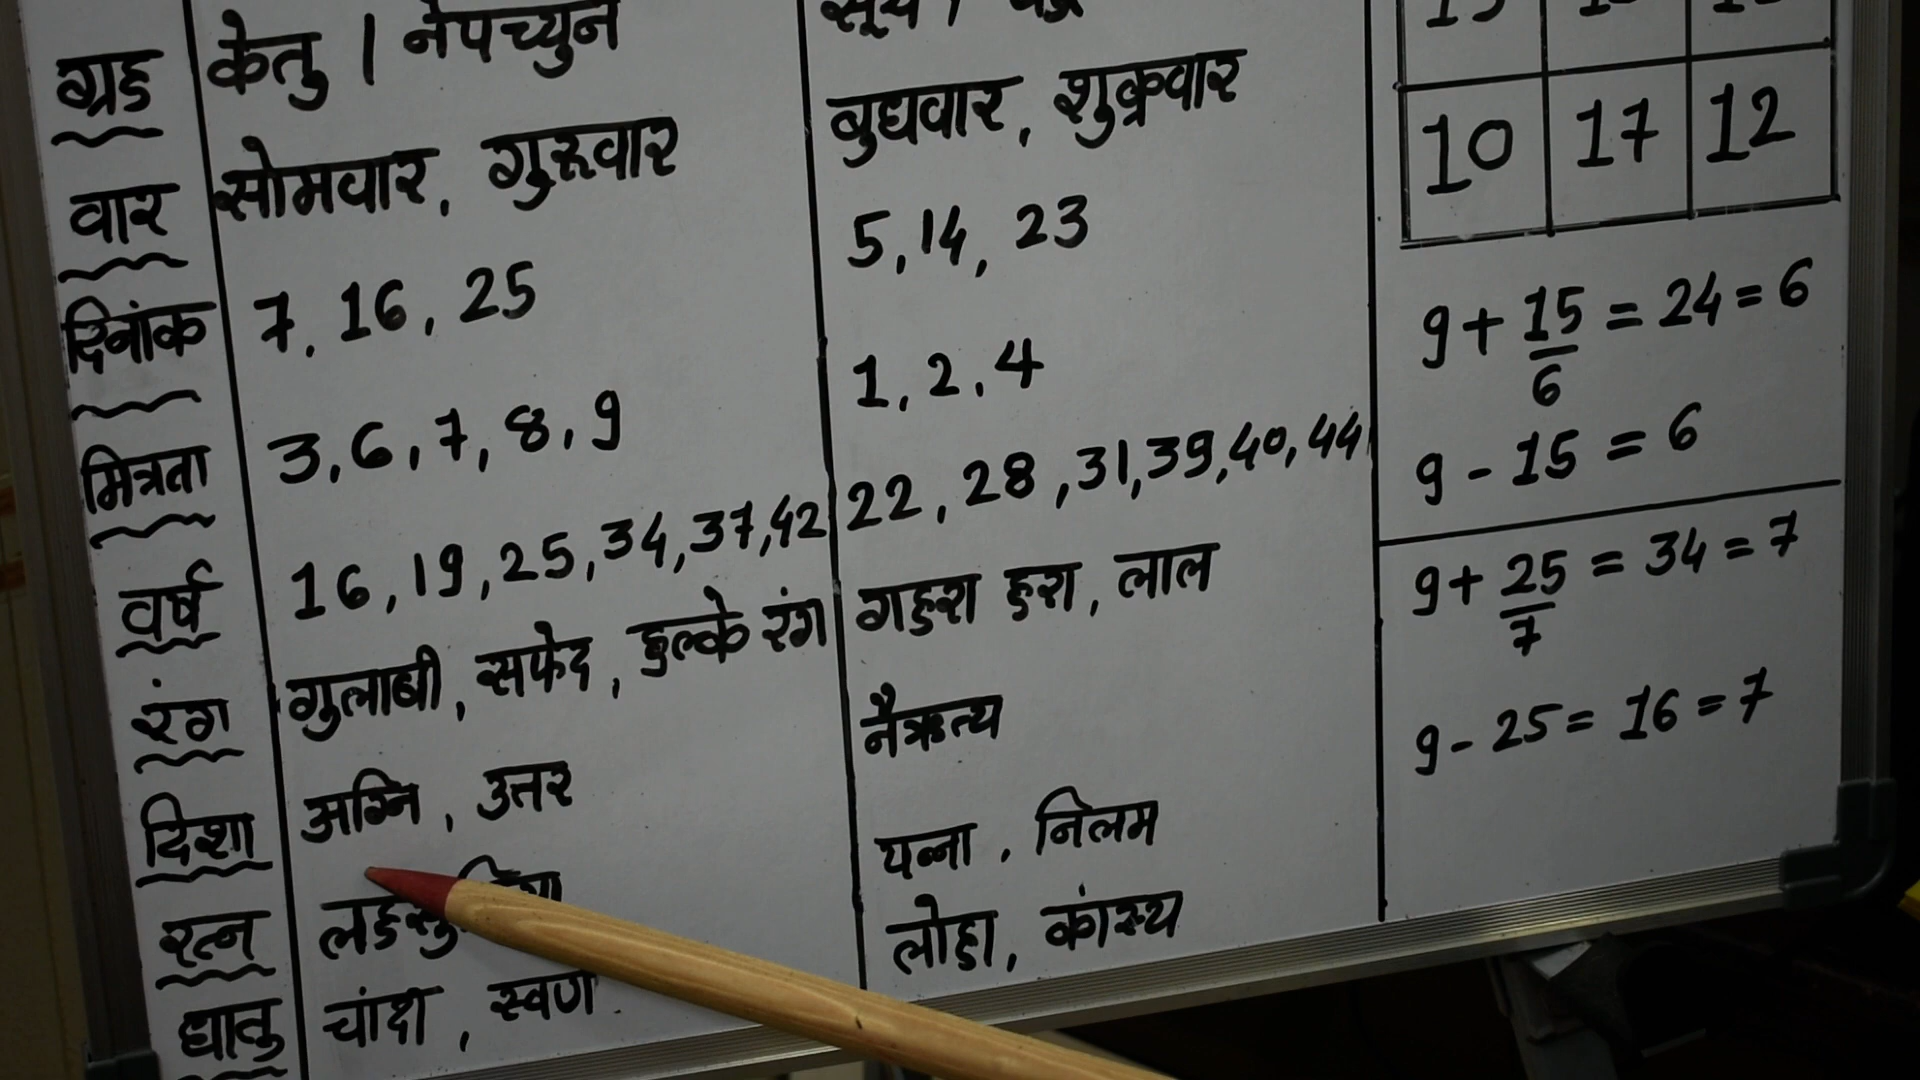 ग्रह केतु / नेपच्युन
वार सोमवार, गुरूवार बुधवार, शुक्रवार
दिनांक 7, 16, 25 5, 14, 23
मित्रता 3, 6, 7, 8, 9 1, 2, 4
वर्ष 16, 19, 25, 34, 37, 42 22, 28, 31, 39, 40, 44
रंग गुलाबी, सफेद, हल्के रंग गहरा हरा, लाल
दिशा अग्नि, उत्तर नैऋत्य
रत्न पन्ना, निलम
धातु चांदी, स्वर्ण लोहा, कांस्य
10 17 12
9 + 15 = 24 = 6
6
9 - 15 = 6
9 + 25 = 34 = 7
7
9 - 25 = 16 = 7